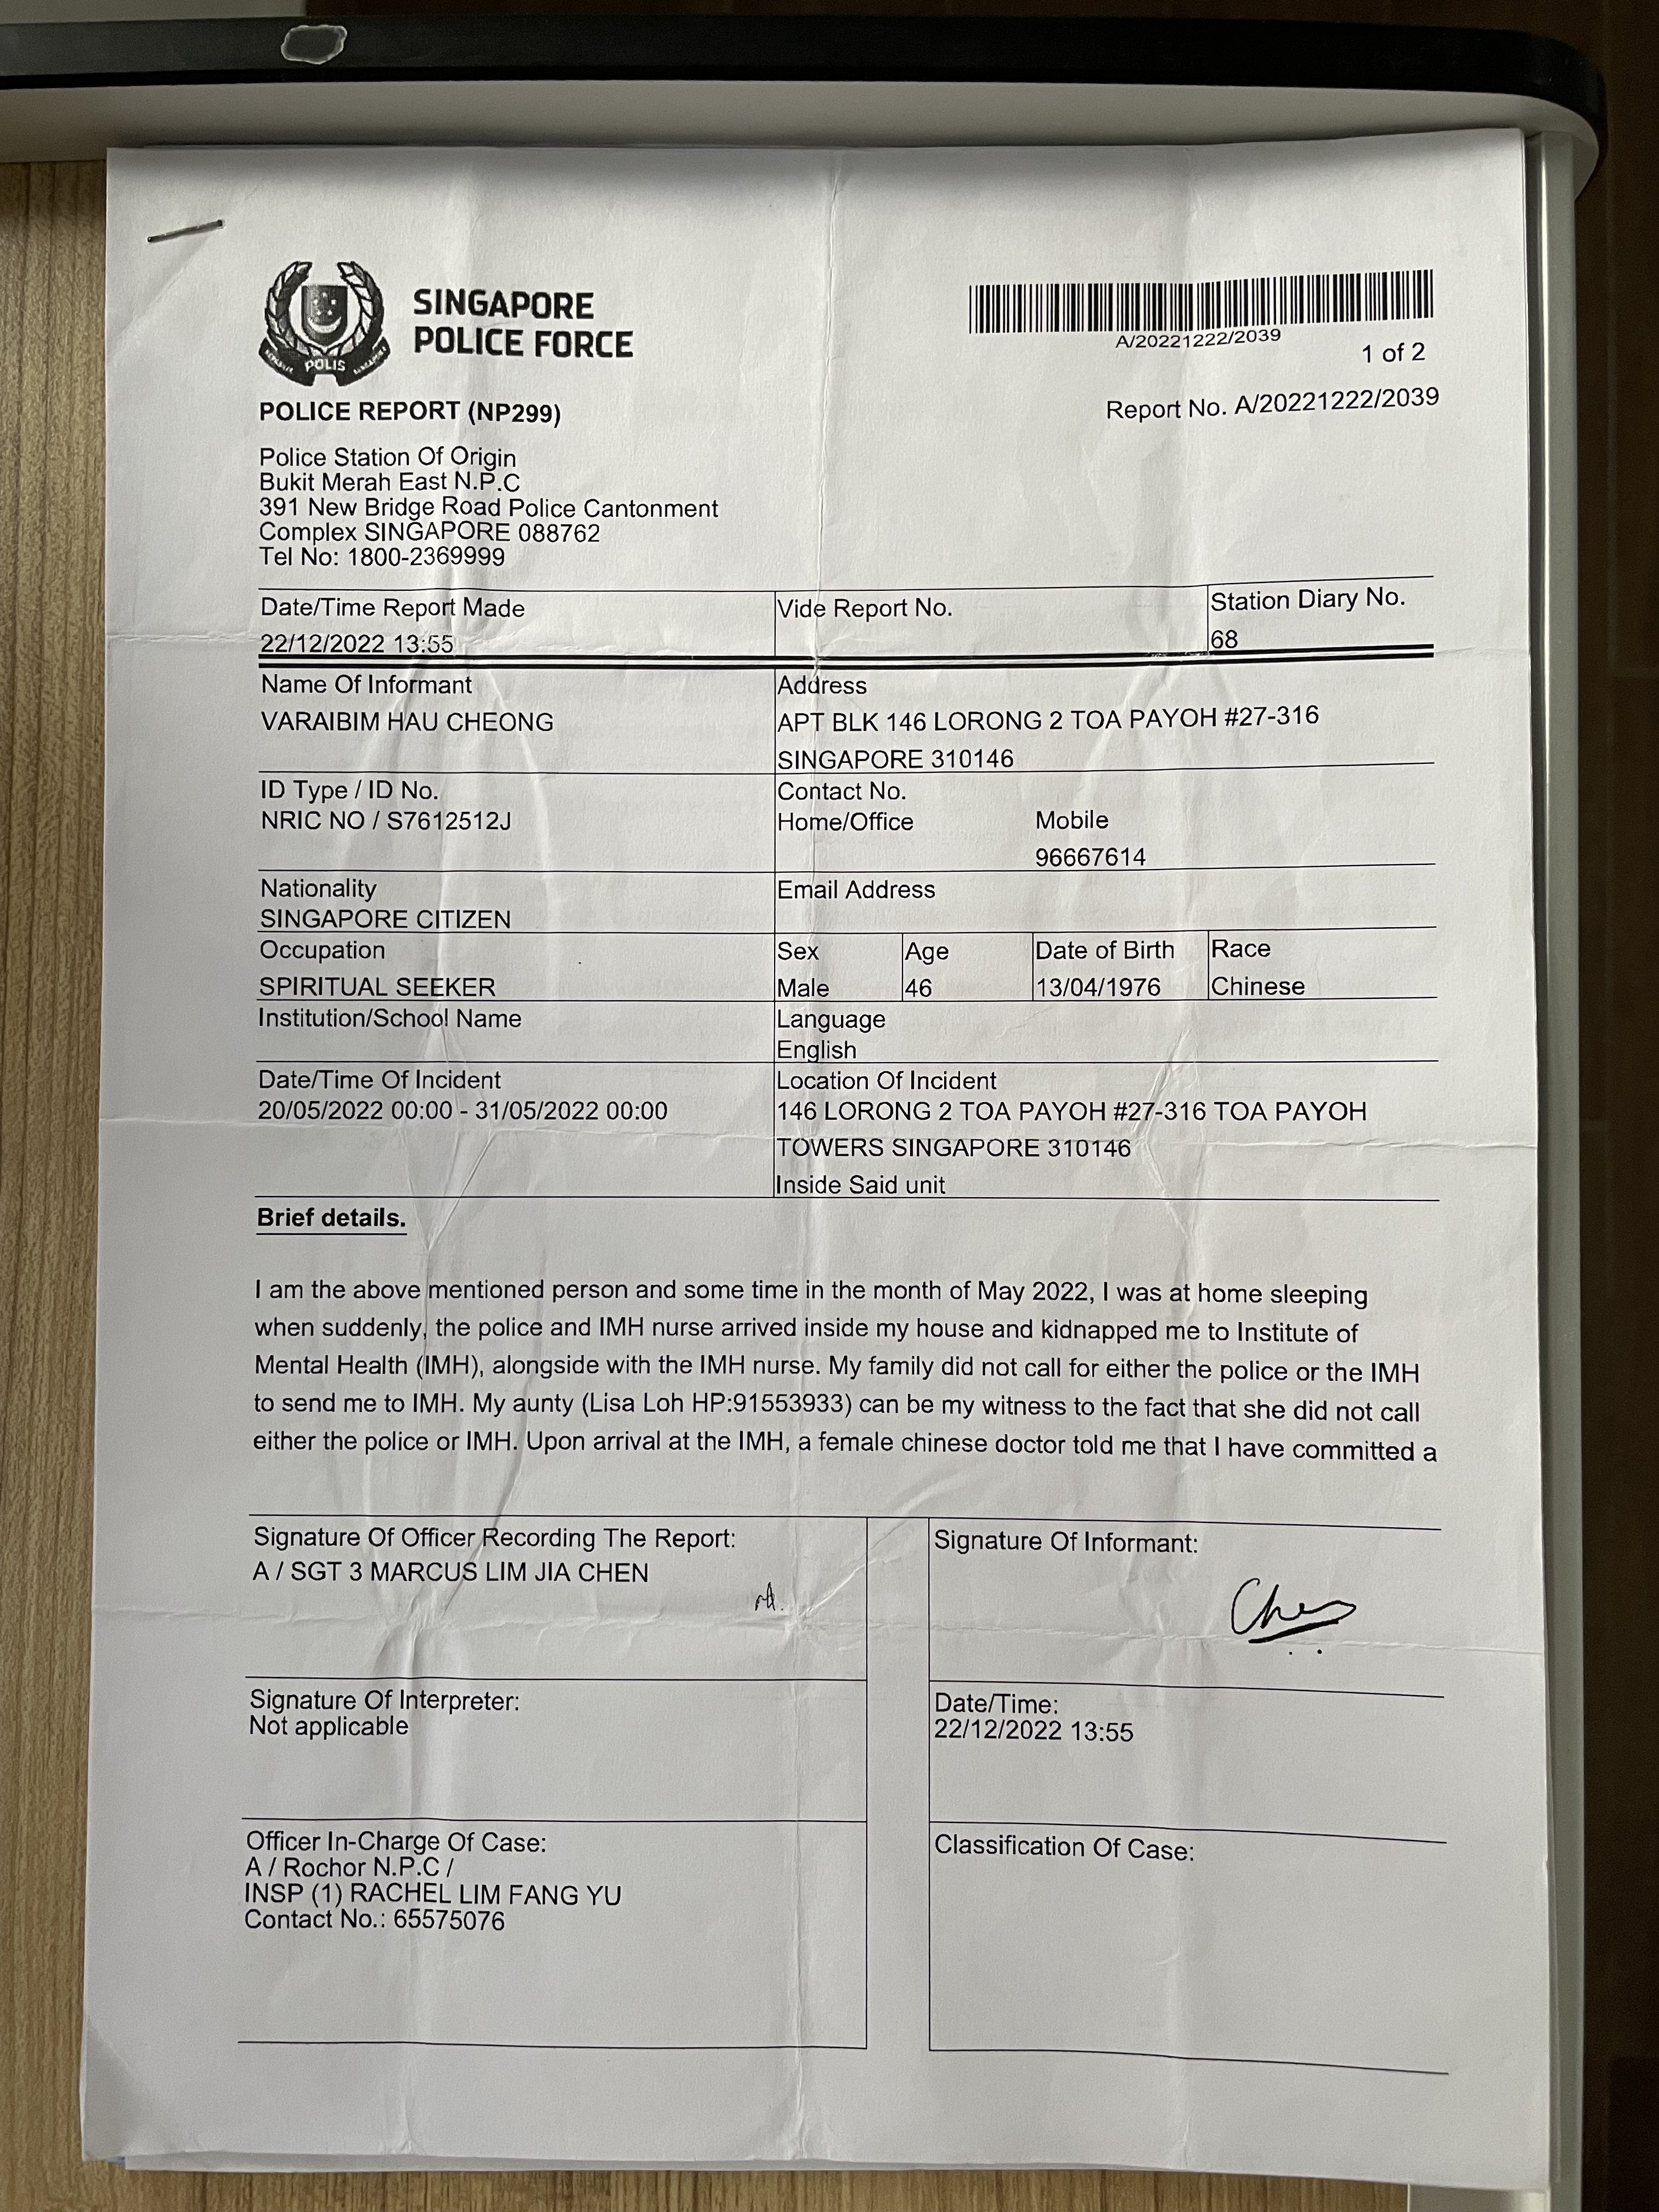 SINGAPORE
POLICE FORCE
POLIS
A/20221222/2039
1 of 2
POLICE REPORT (NP299)
Report No. A/20221222/2039
Police Station Of Origin
Bukit Merah East N.P.C
391 New Bridge Road Police Cantonment
Complex SINGAPORE 088762
Tel No: 1800-2369999
Date/Time Report Made
22/12/2022 13:55
Vide Report No.
Station Diary No.
68
Name Of Informant
VARAIBIM HAU CHEONG
Address
APT BLK 146 LORONG 2 TOA PAYOH #27-316
SINGAPORE 310146
ID Type / ID No.
NRIC NO / S7612512J
Contact No.
Home/Office Mobile
96667614
Nationality
SINGAPORE CITIZEN
Email Address
Occupation
SPIRITUAL SEEKER
Sex
Male
Age
46
Date of Birth
13/04/1976
Race
Chinese
Institution/School Name
Language
English
Date/Time Of Incident
20/05/2022 00:00 - 31/05/2022 00:00
Location Of Incident
146 LORONG 2 TOA PAYOH #27-316 TOA PAYOH
TOWERS SINGAPORE 310146
Inside Said unit
Brief details.
I am the above mentioned person and some time in the month of May 2022, I was at home sleeping
when suddenly, the police and IMH nurse arrived inside my house and kidnapped me to Institute of
Mental Health (IMH), alongside with the IMH nurse. My family did not call for either the police or the IMH
to send me to IMH. My aunty (Lisa Loh HP:91553933) can be my witness to the fact that she did not call
either the police or IMH. Upon arrival at the IMH, a female chinese doctor told me that I have committed a
Signature Of Officer Recording The Report:
A / SGT 3 MARCUS LIM JIA CHEN
Signature Of Informant:
Signature Of Interpreter:
Not applicable
Date/Time:
22/12/2022 13:55
Officer In-Charge Of Case:
A / Rochor N.P.C /
INSP (1) RACHEL LIM FANG YU
Contact No.: 65575076
Classification Of Case: